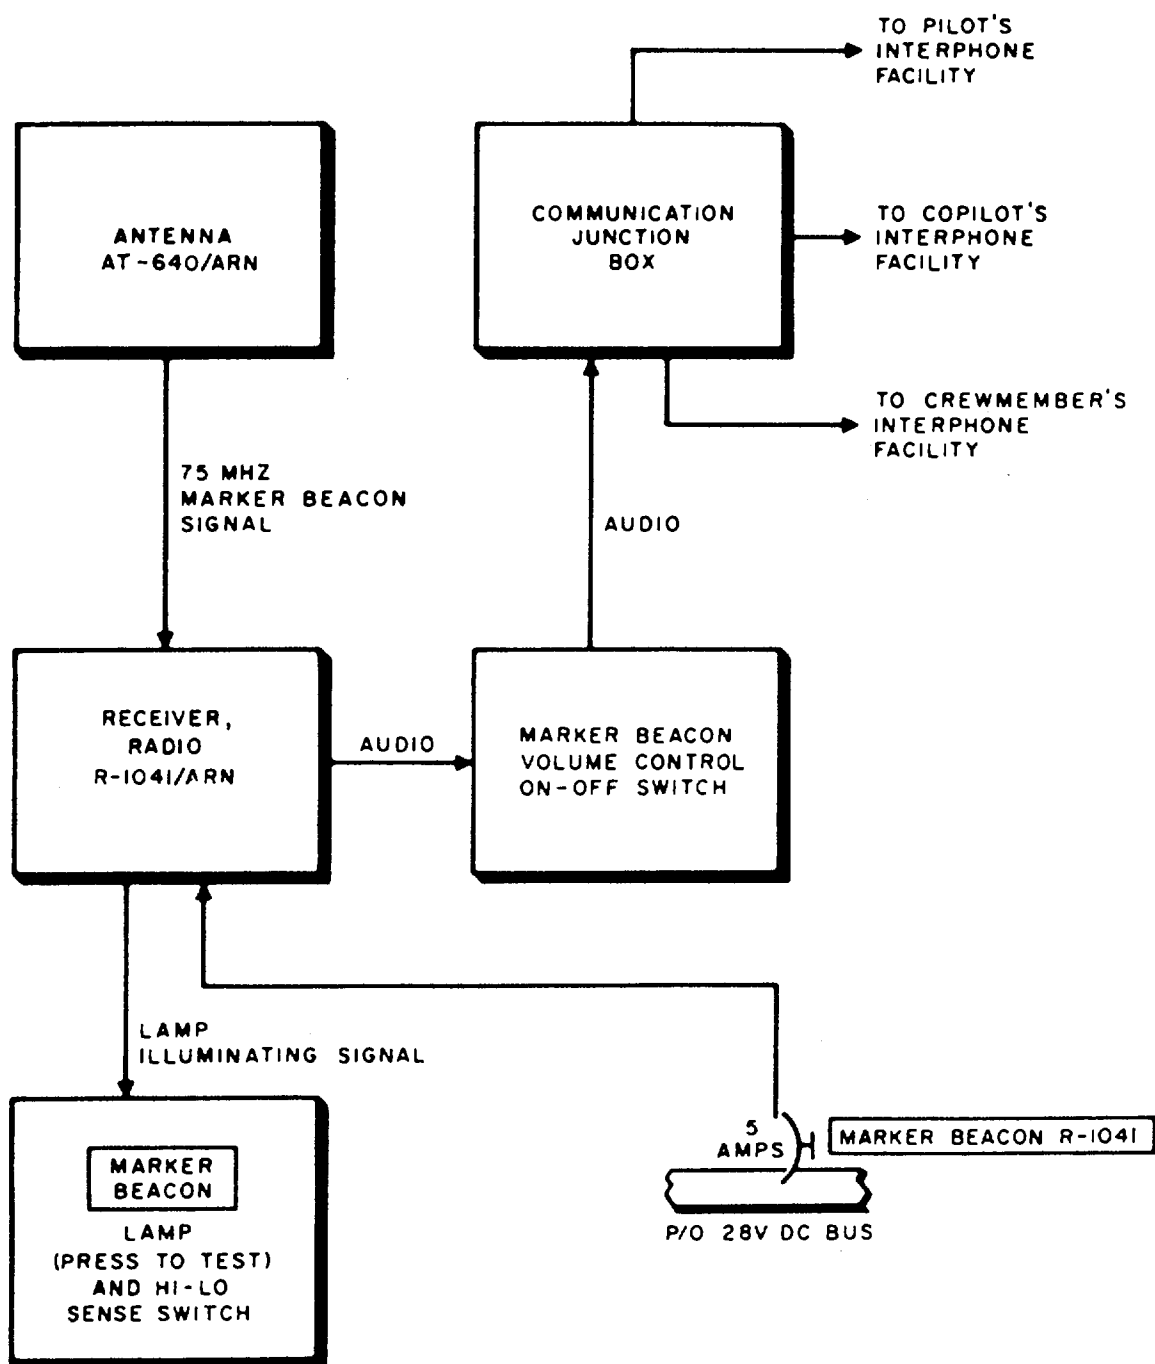 TO PILOT'S
INTERPHONE
FACILITY
ANTENNA
AT-640/ARN
COMMUNICATION
JUNCTION
BOX
TO COPILOT'S
INTERPHONE
FACILITY
TO CREWMEMBER'S
INTERPHONE
FACILITY
75 MHZ
MARKER BEACON
SIGNAL
AUDIO
RECEIVER,
RADIO
R-1041/ARN
AUDIO
MARKER BEACON
VOLUME CONTROL
ON-OFF SWITCH
LAMP
ILLUMINATING SIGNAL
MARKER
BEACON
LAMP
(PRESS TO TEST)
AND HI-LO
SENSE SWITCH
5
AMPS
MARKER BEACON R-1041
P/O 28V DC BUS